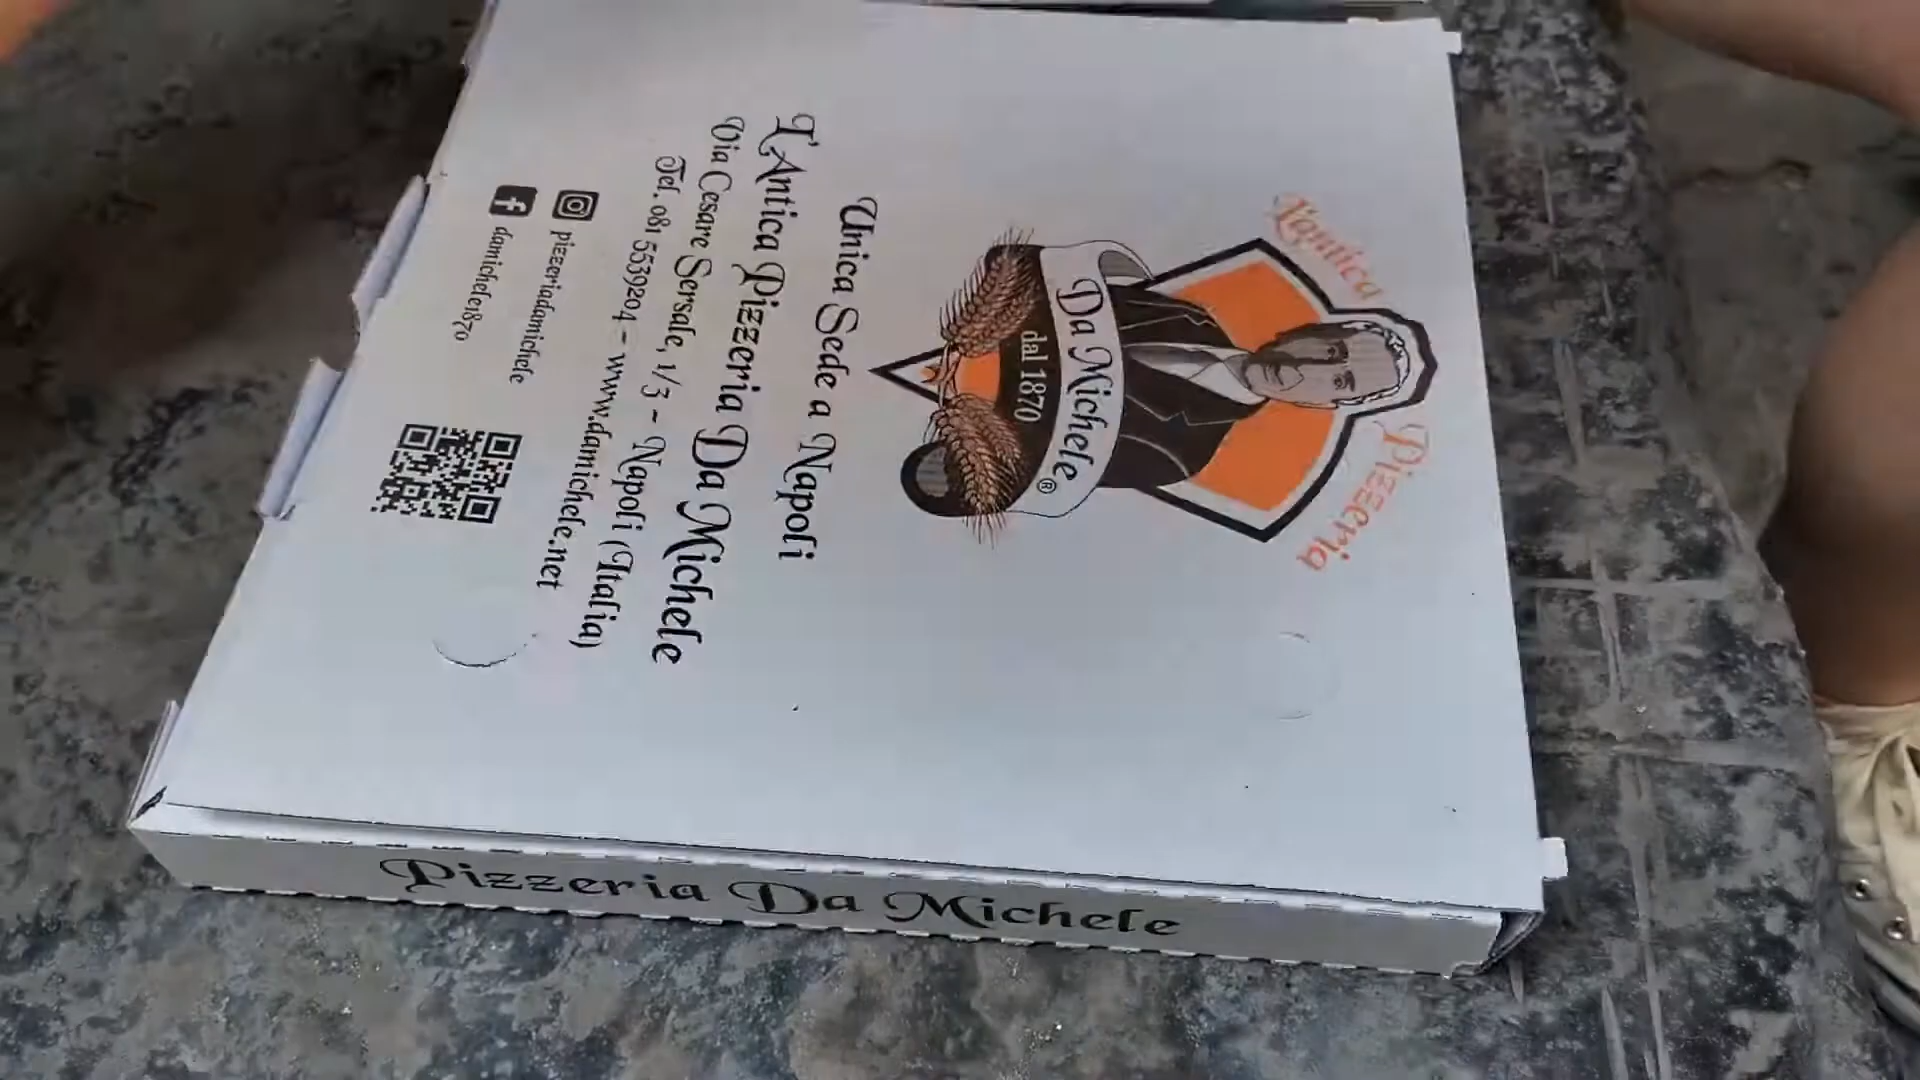 L'antica Pizzeria
Da Michele®
dal 1870
Unica Sede a Napoli
L'Antica Pizzeria Da Michele
Via Cesare Sersale, 1/3 - Napoli (Italia)
Tel. 081 5539204 - www.damichele.net
pizzeriadamichele
damichele1870
Pizzeria Da Michele